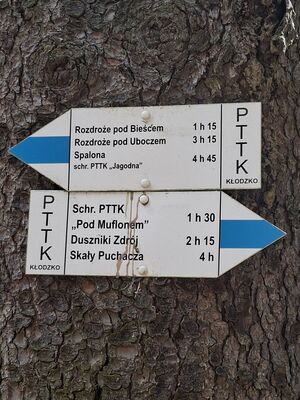 Rozdroże pod Bieścem 1 h 15
Rozdroże pod Uboczem 3 h 15
Spalona 4 h 45
schr. PTTK „Jagodna”
PTTK
KŁODZKO
PTTK
KŁODZKO
Schr. PTTK
„Pod Muflonem” 1 h 30
Duszniki Zdrój 2 h 15
Skały Puchacza 4 h